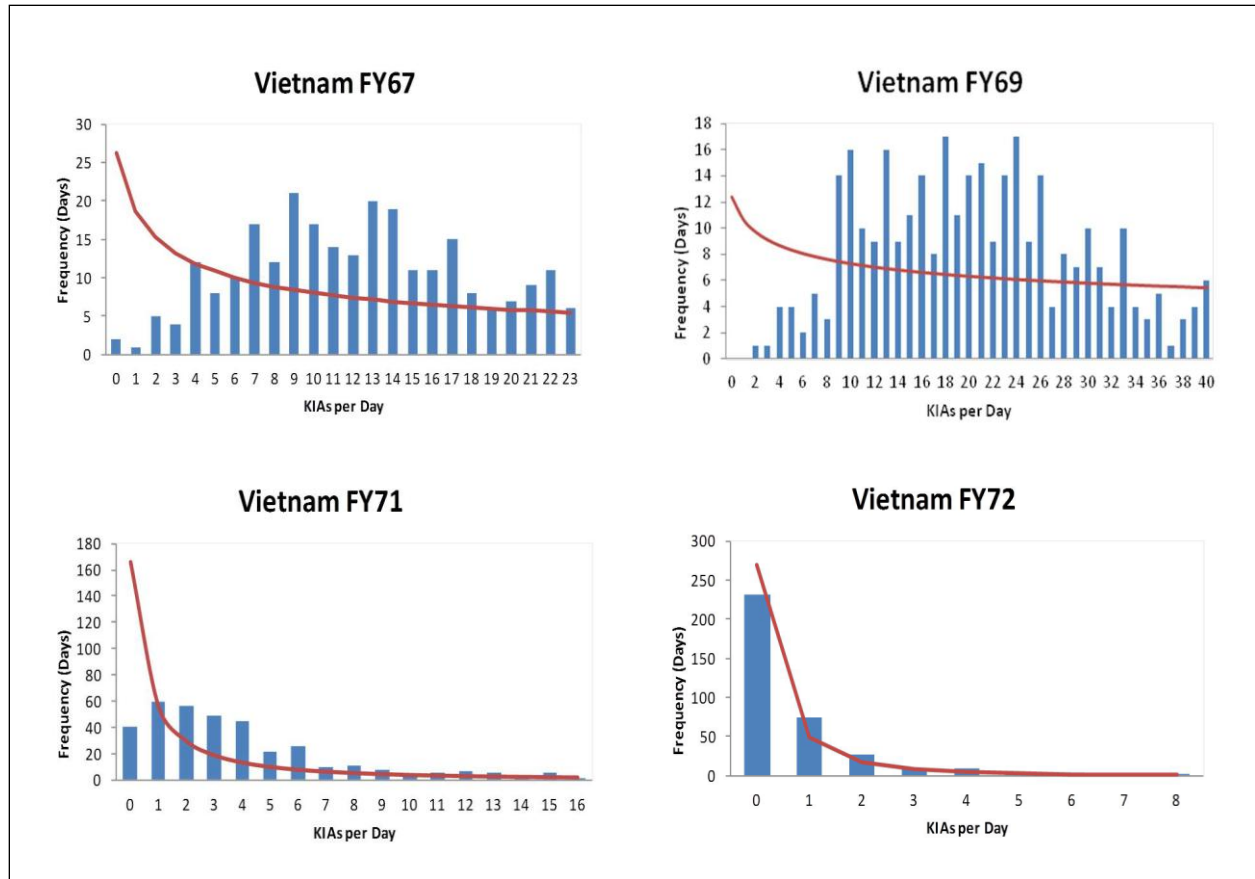 Vietnam FY67
Frequency (Days)
30
25
20
15
10
5
0
0 1 2 3 4 5 6 7 8 9 10 11 12 13 14 15 16 17 18 19 20 21 22 23
KIAs per Day
Vietnam FY69
Frequency (Days)
18
16
14
12
10
8
6
4
2
0
0 2 4 6 8 10 12 14 16 18 20 22 24 26 28 30 32 34 36 38 40
KIAs per Day
Vietnam FY71
Frequency (Days)
180
160
140
120
100
80
60
40
20
0
0 1 2 3 4 5 6 7 8 9 10 11 12 13 14 15 16
KIAs per Day
Vietnam FY72
Frequency (Days)
300
250
200
150
100
50
0
0 1 2 3 4 5 6 7 8
KIAs per Day